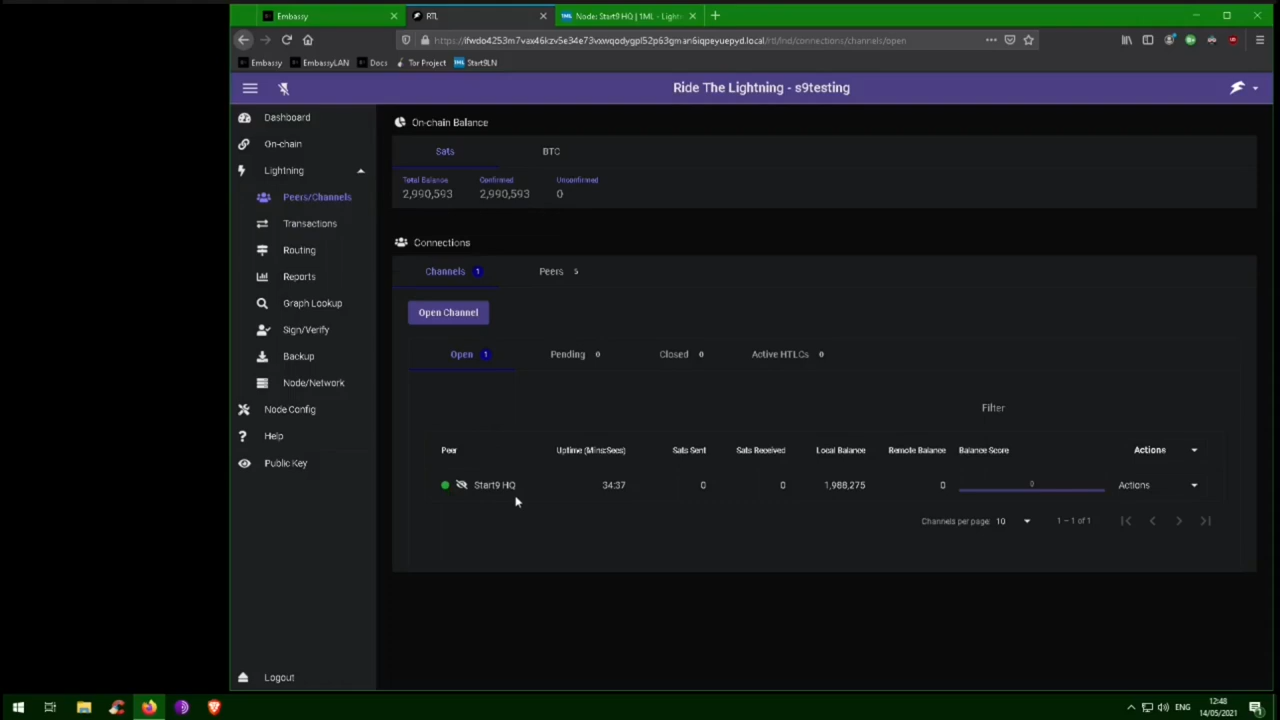 Embassy
RTL
1ML Node: Start9 HQ | 1ML - Lightn
Embassy
EmbassyLAN
Docs
Tor Project
1ML Start9LN
Ride The Lightning - s9testing
Dashboard
On-chain
Lightning
Peers/Channels
Transactions
Routing
Reports
Graph Lookup
Sign/Verify
Backup
Node/Network
Node Config
Help
Public Key
Logout
On-chain Balance
Sats BTC
Total Balance Confirmed Unconfirmed
2,990,593 2,990,593 0
Connections
Channels 1 Peers 5
Open Channel
Open 1 Pending 0 Closed 0 Active HTLCs 0
Filter
Peer Uptime (Mins:Secs) Sats Sent Sats Received Local Balance Remote Balance Balance Score Actions
Start9 HQ 34:37 0 0 1,988,275 0 0 Actions
Channels per page: 10 1 – 1 of 1
ENG
12:48
14/05/2021